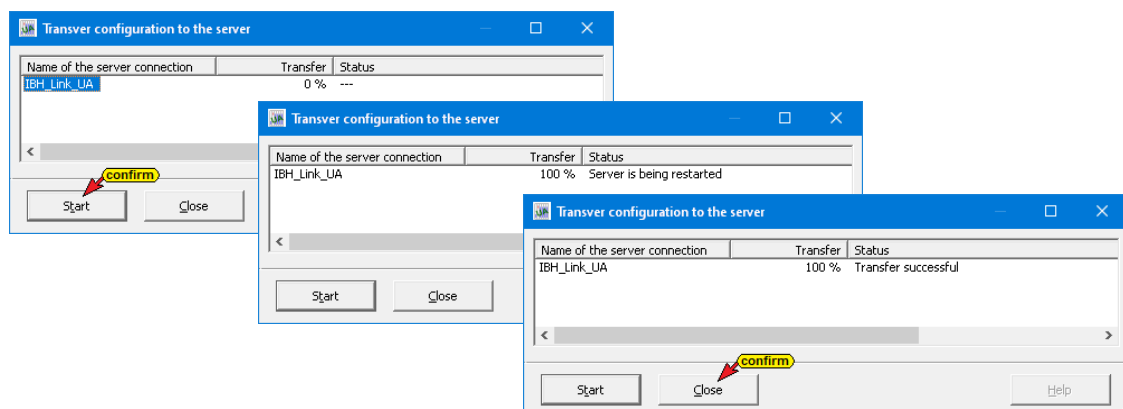 Transver configuration to the server
Name of the server connection Transfer Status
IBH_Link_UA 0 % ---
confirm
Start Close
Transver configuration to the server
Name of the server connection Transfer Status
IBH_Link_UA 100 % Server is being restarted
Start Close
Transver configuration to the server
Name of the server connection Transfer Status
IBH_Link_UA 100 % Transfer successful
confirm
Start Close Help